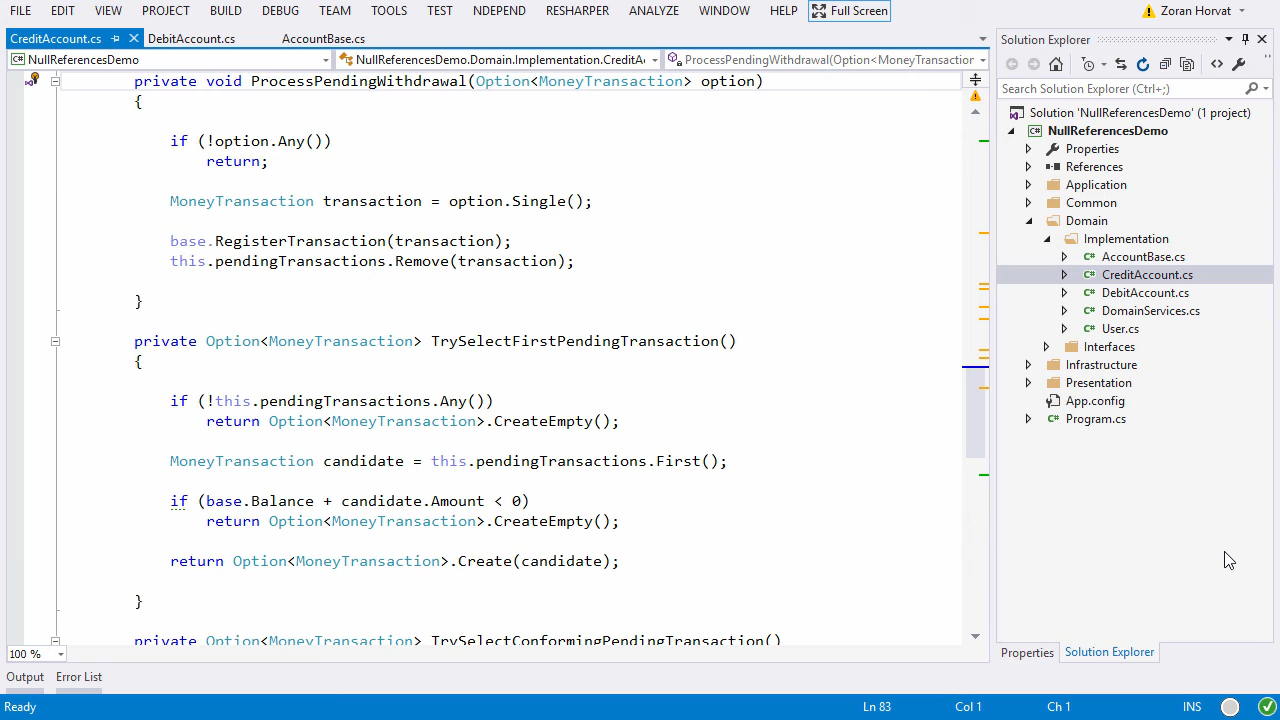 FILE EDIT VIEW PROJECT BUILD DEBUG TEAM TOOLS TEST NDEPEND RESHARPER ANALYZE WINDOW HELP Full Screen Zoran Horvat
CreditAccount.cs DebitAccount.cs AccountBase.cs
NullReferencesDemo NullReferencesDemo.Domain.Implementation.CreditA ProcessPendingWithdrawal(Option<MoneyTransaction
private void ProcessPendingWithdrawal(Option<MoneyTransaction> option)
{
if (!option.Any())
return;
MoneyTransaction transaction = option.Single();
base.RegisterTransaction(transaction);
this.pendingTransactions.Remove(transaction);
}
private Option<MoneyTransaction> TrySelectFirstPendingTransaction()
{
if (!this.pendingTransactions.Any())
return Option<MoneyTransaction>.CreateEmpty();
MoneyTransaction candidate = this.pendingTransactions.First();
if (base.Balance + candidate.Amount < 0)
return Option<MoneyTransaction>.CreateEmpty();
return Option<MoneyTransaction>.Create(candidate);
}
private Option<MoneyTransaction> TrySelectConformingPendingTransaction()
100 %
Solution Explorer
Search Solution Explorer (Ctrl+;)
Solution 'NullReferencesDemo' (1 project)
NullReferencesDemo
Properties
References
Application
Common
Domain
Implementation
C# AccountBase.cs
C# CreditAccount.cs
C# DebitAccount.cs
C# DomainServices.cs
C# User.cs
Interfaces
Infrastructure
Presentation
App.config
C# Program.cs
Properties Solution Explorer
Output Error List
Ready Ln 83 Col 1 Ch 1 INS